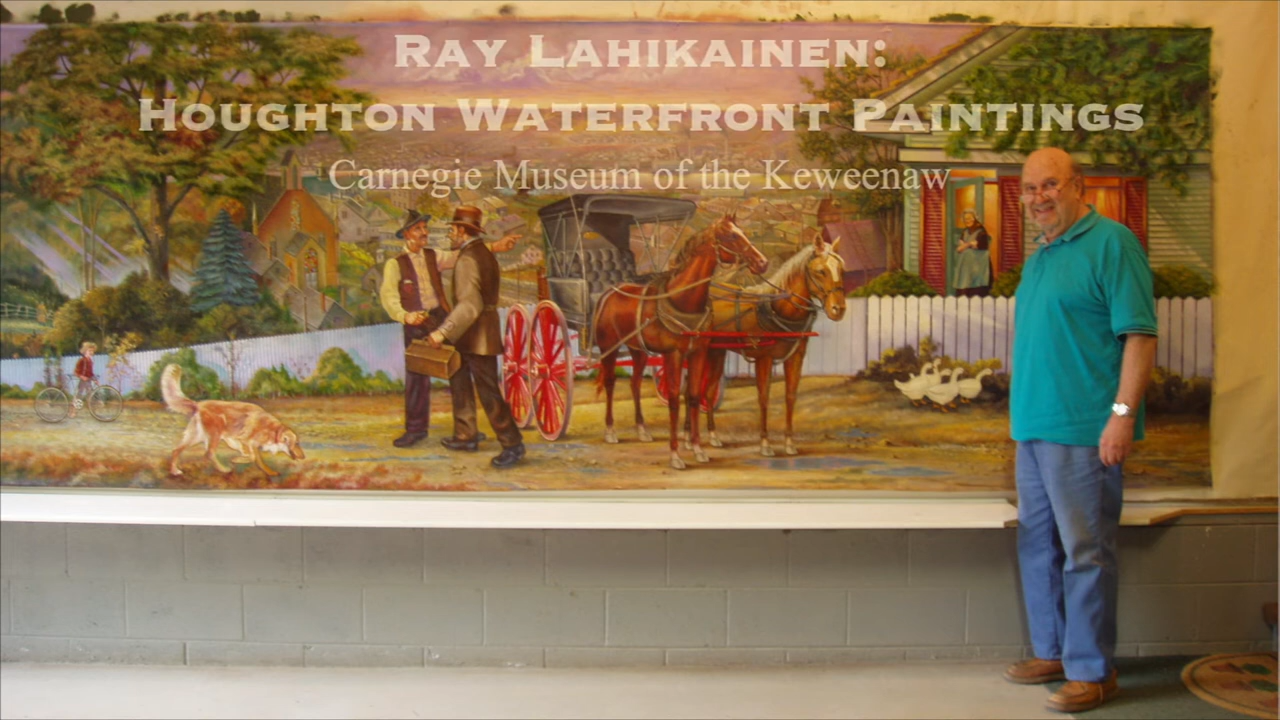 Ray Lahikainen:
Houghton Waterfront Paintings
Carnegie Museum of the Keweenaw